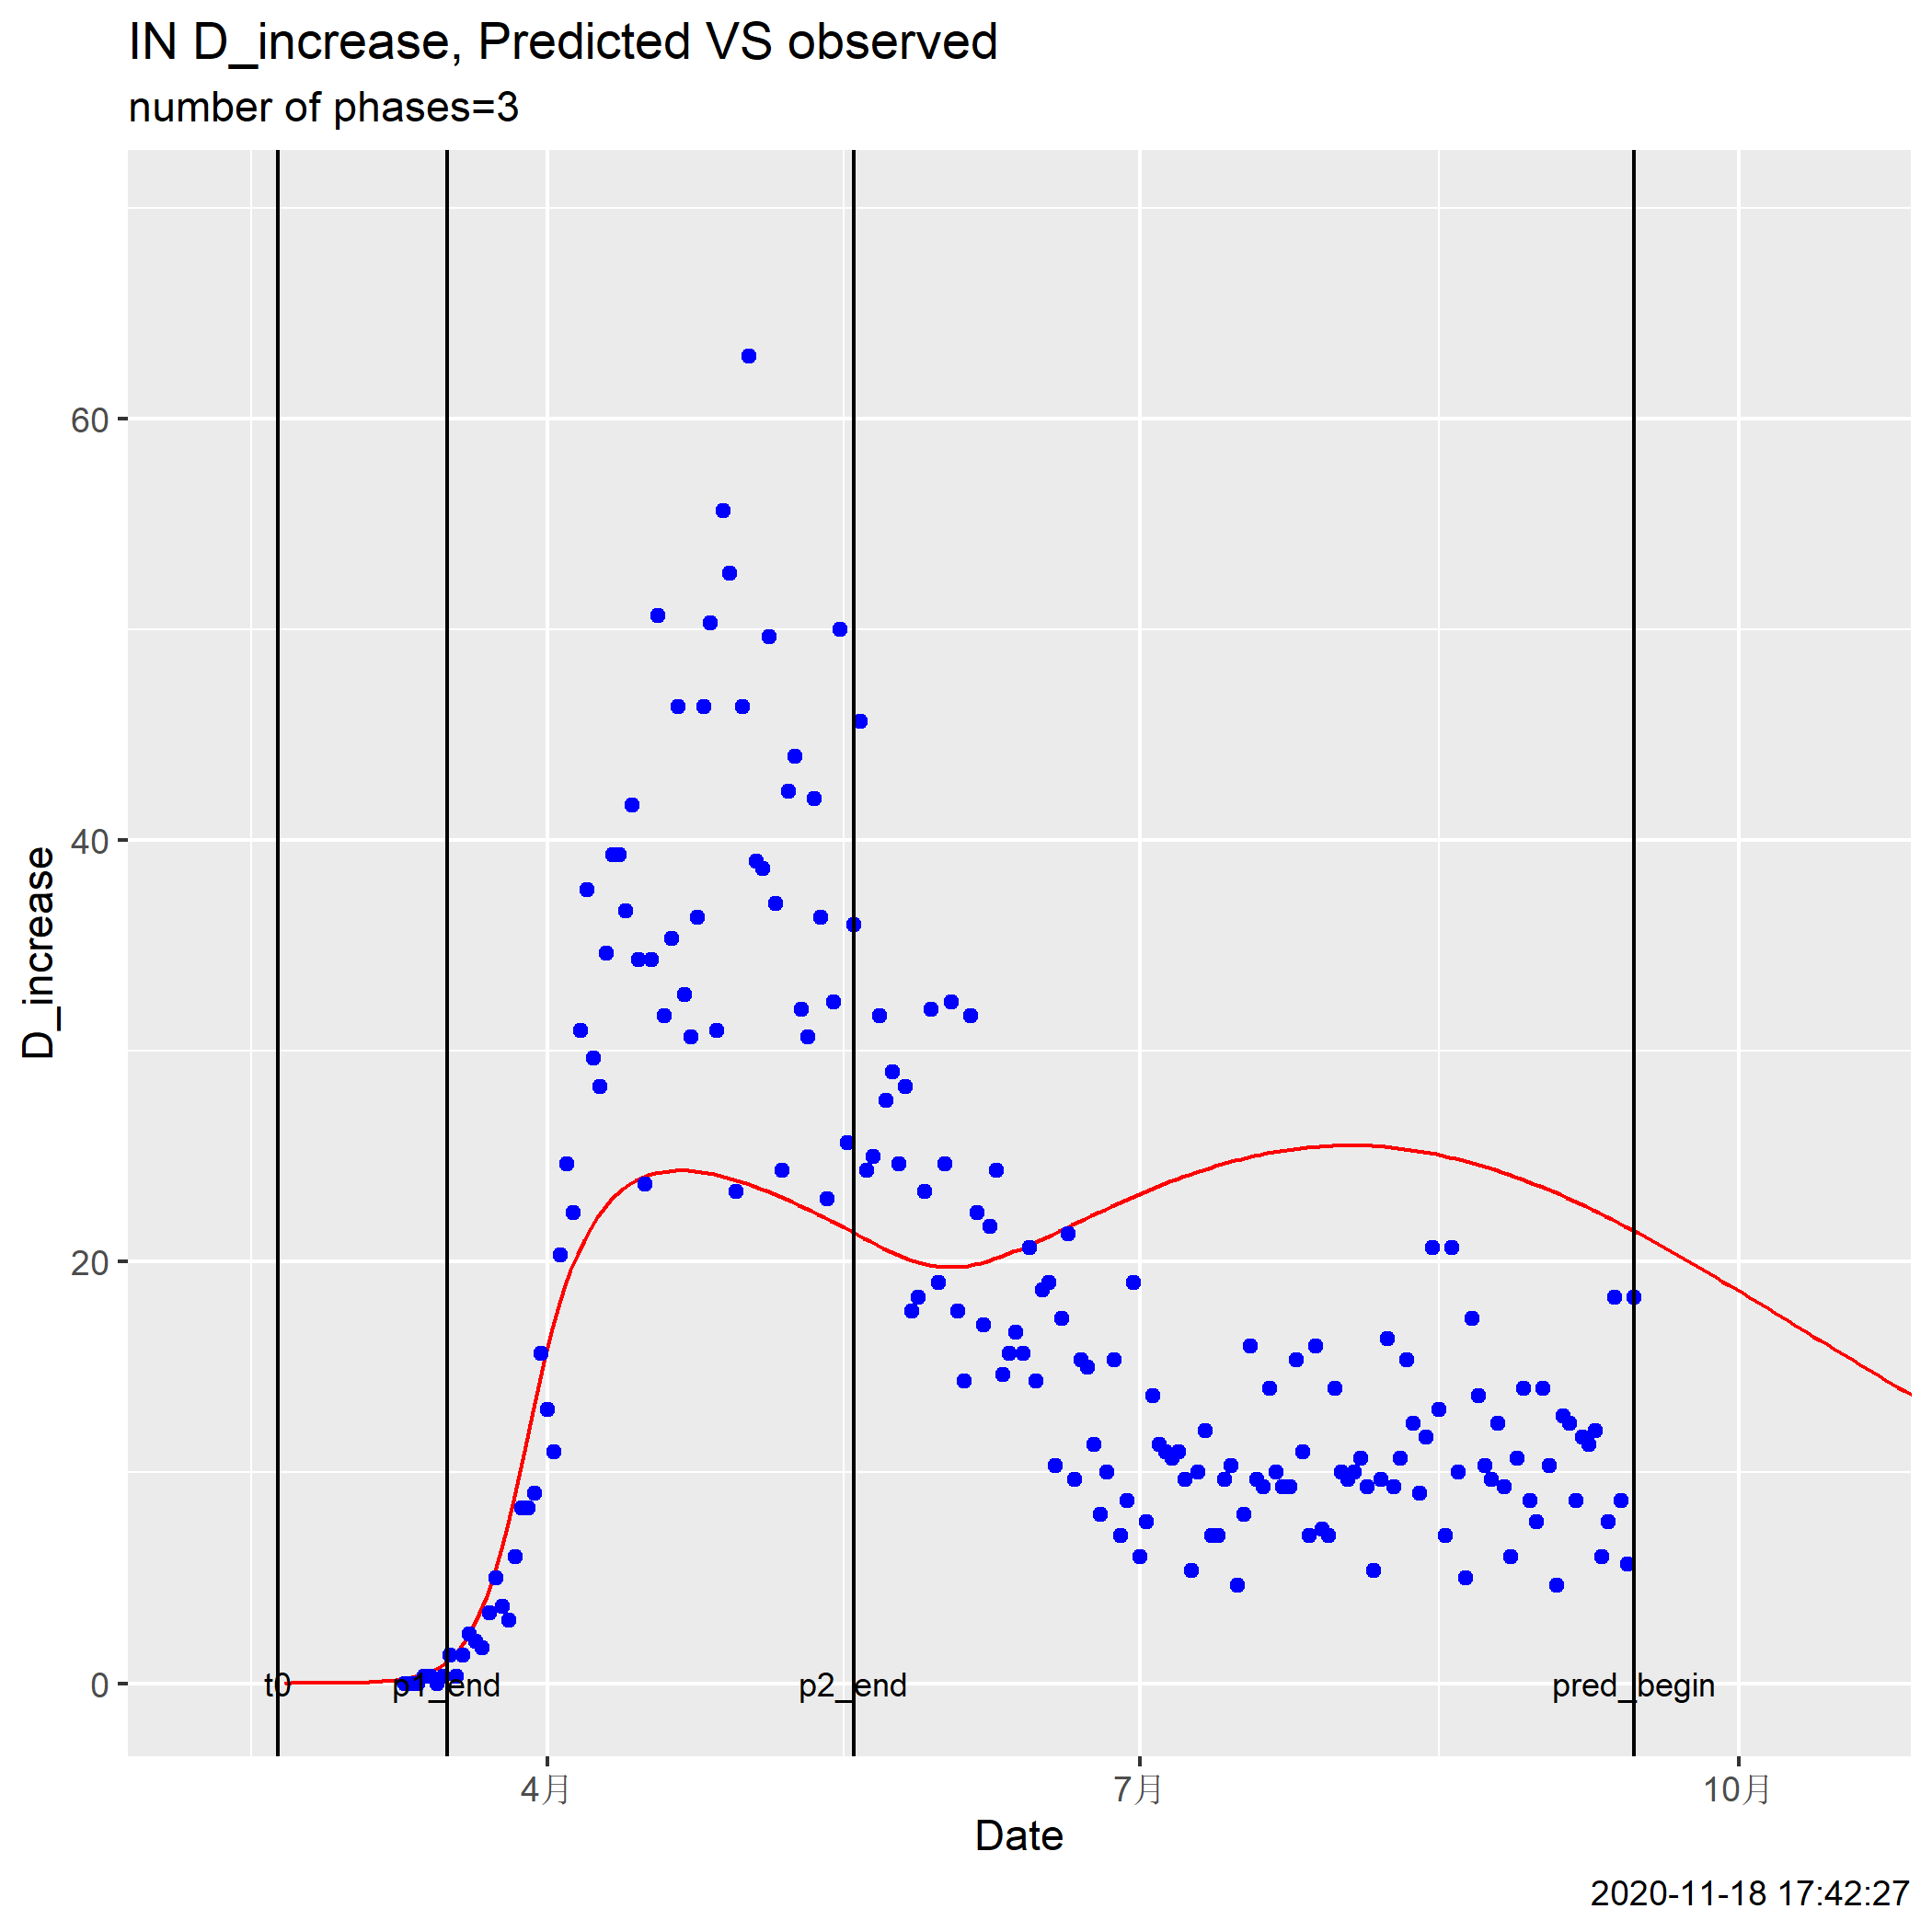 IN D_increase, Predicted VS observed
number of phases=3
D_increase
60
40
20
0
t0
p1_end
p2_end
pred_begin
4月
7月
10月
Date
2020-11-18 17:42:27